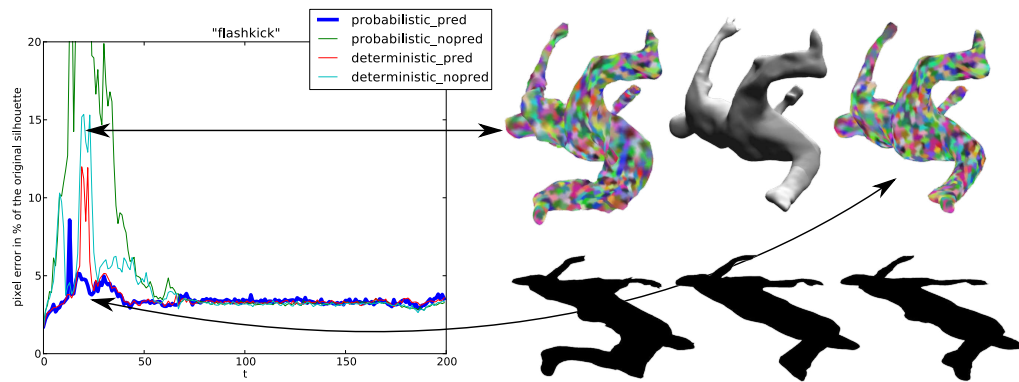 "flashkick"
probabilistic_pred
probabilistic_nopred
deterministic_pred
deterministic_nopred
pixel error in % of the original silhouette
20
15
10
5
0
0 50 100 150 200
t